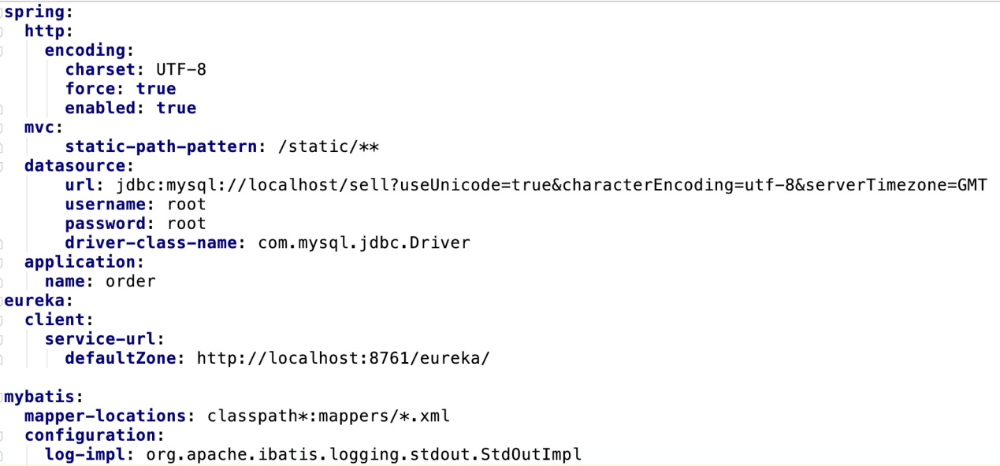 spring:
  http:
    encoding:
      charset: UTF-8
      force: true
      enabled: true
  mvc:
      static-path-pattern: /static/**
  datasource:
      url: jdbc:mysql://localhost/sell?useUnicode=true&characterEncoding=utf-8&serverTimezone=GMT
      username: root
      password: root
      driver-class-name: com.mysql.jdbc.Driver
  application:
    name: order
eureka:
  client:
    service-url:
      defaultZone: http://localhost:8761/eureka/

mybatis:
  mapper-locations: classpath*:mappers/*.xml
  configuration:
    log-impl: org.apache.ibatis.logging.stdout.StdOutImpl